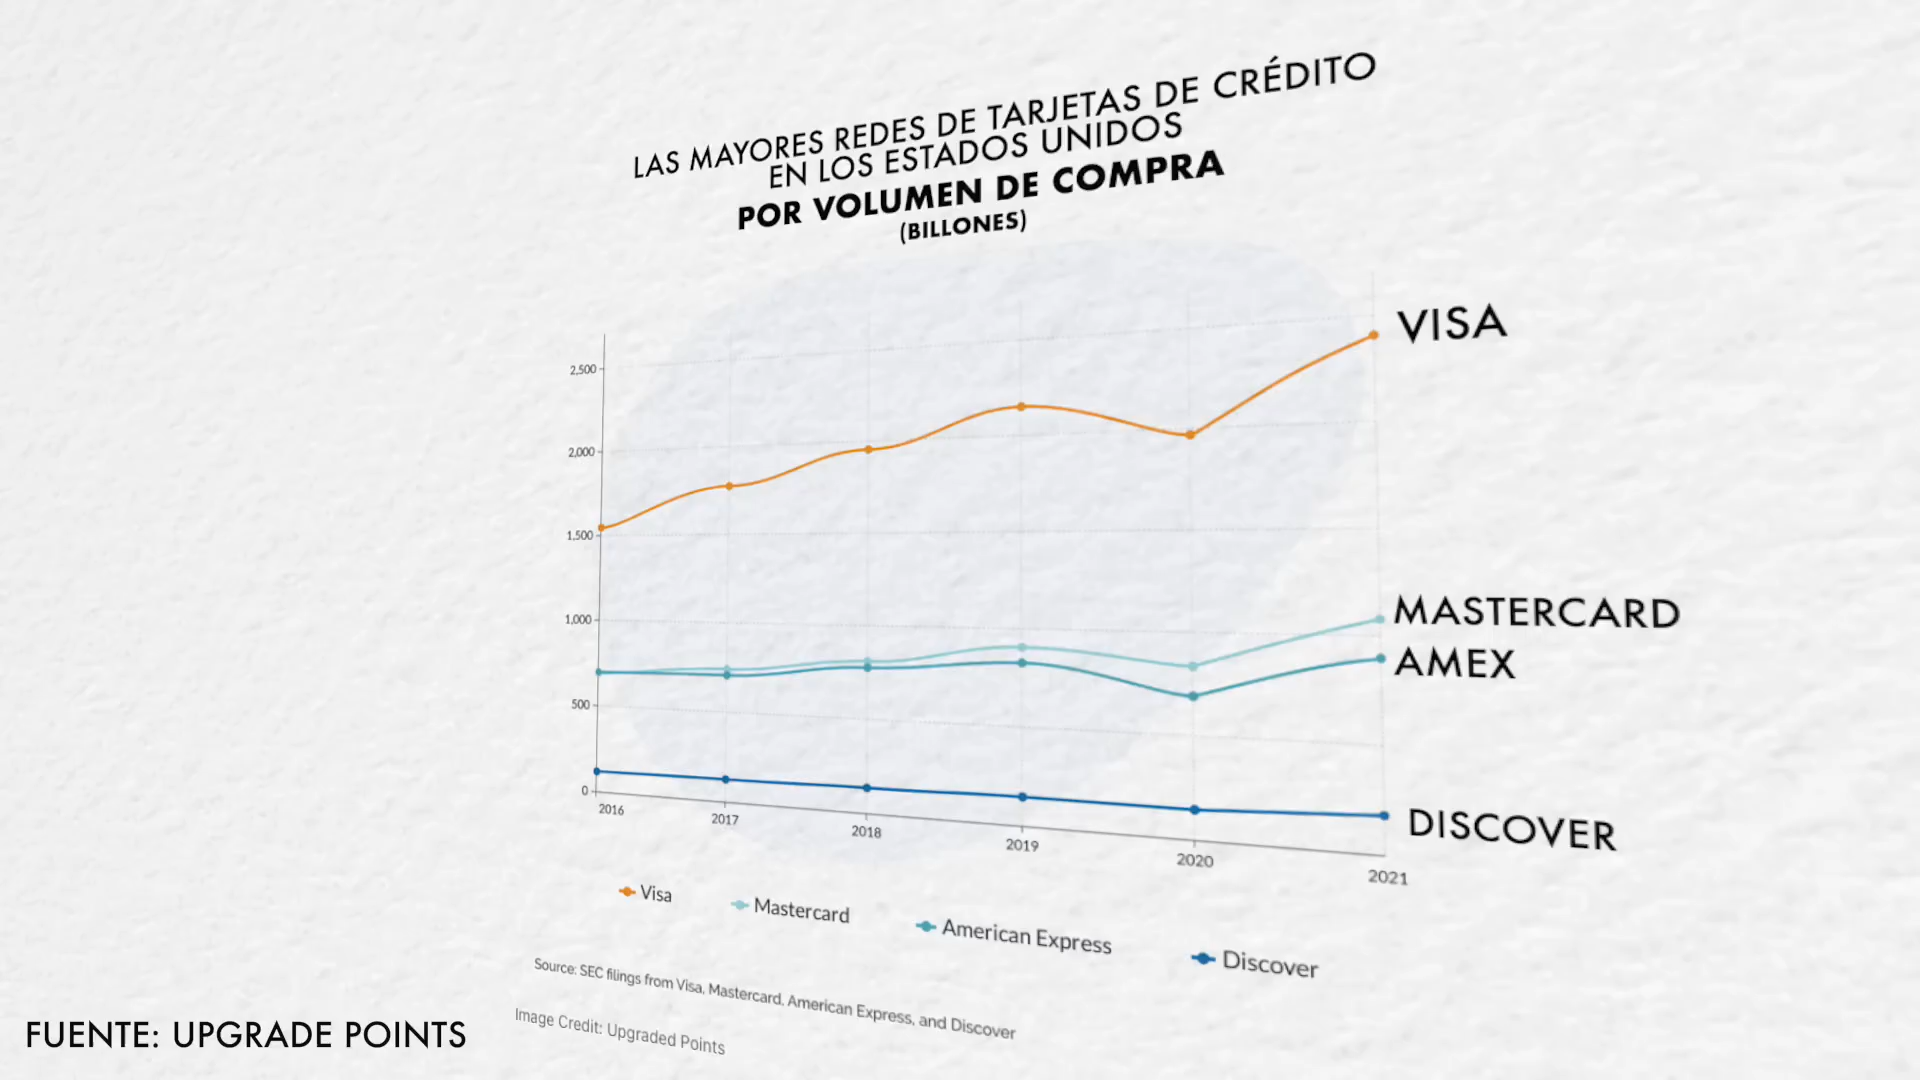 LAS MAYORES REDES DE TARJETAS DE CRÉDITO
EN LOS ESTADOS UNIDOS
POR VOLUMEN DE COMPRA
(BILLONES)
VISA
2,500
2,000
1,500
MASTERCARD
1,000
AMEX
500
0
DISCOVER
2016
2017
2018
2019
2020
2021
Visa
Mastercard
American Express
Discover
Source: SEC filings from Visa, Mastercard, American Express, and Discover
Image Credit: Upgraded Points
FUENTE: UPGRADE POINTS